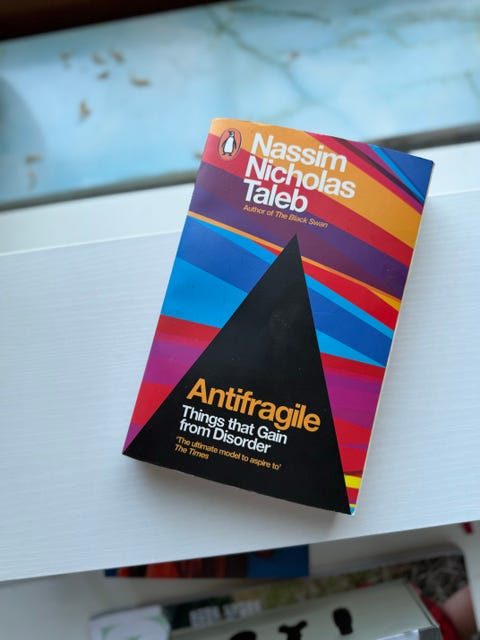 Nassim
Nicholas
Taleb
Author of The Black Swan
Antifragile
Things that Gain
from Disorder
'The ultimate model to aspire to'
The Times